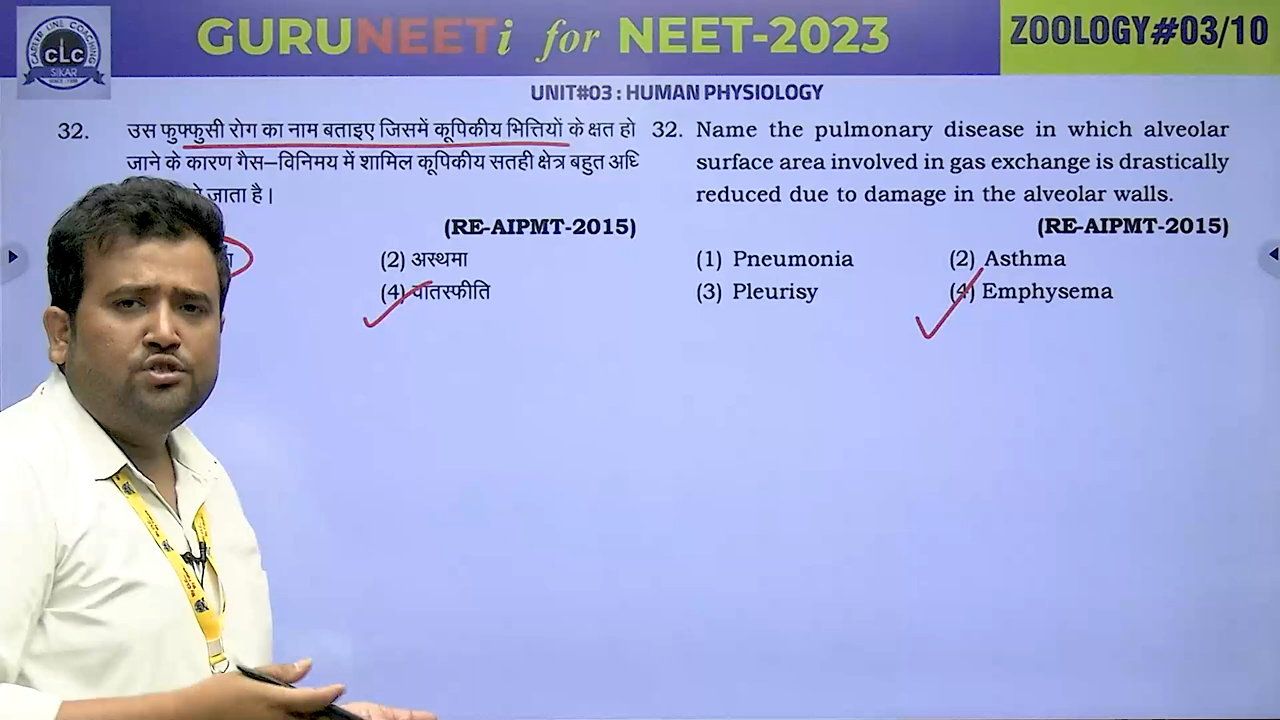 CAREER LINE COACHING
CLC
SIKAR
GURUNEETi for NEET-2023
ZOOLOGY#03/10
UNIT#03 : HUMAN PHYSIOLOGY
32. उस फुफ्फुसी रोग का नाम बताइए जिसमें कूपिकीय भित्तियों के क्षत हो
जाने के कारण गैस–विनिमय में शामिल कूपिकीय सतही क्षेत्र बहुत अधि
जाता है।
(RE-AIPMT-2015)
(2) अस्थमा
(4) वातस्फीति
32. Name the pulmonary disease in which alveolar
surface area involved in gas exchange is drastically
reduced due to damage in the alveolar walls.
(RE-AIPMT-2015)
(1) Pneumonia (2) Asthma
(3) Pleurisy (4) Emphysema